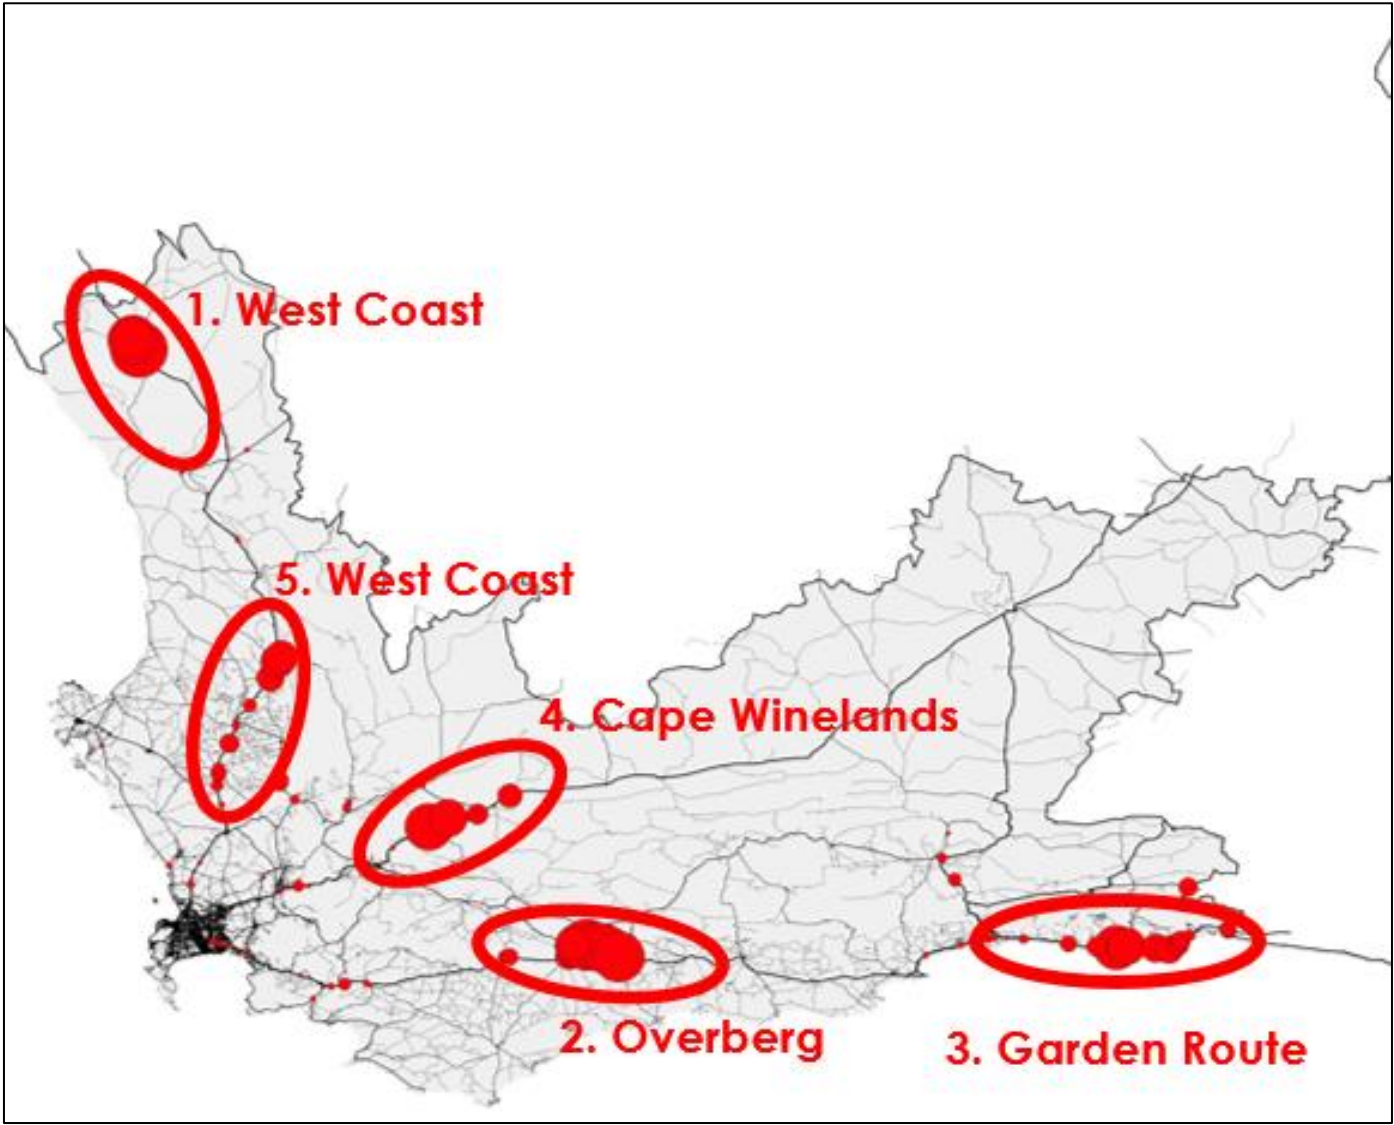 1. West Coast
5. West Coast
4. Cape Winelands
2. Overberg
3. Garden Route